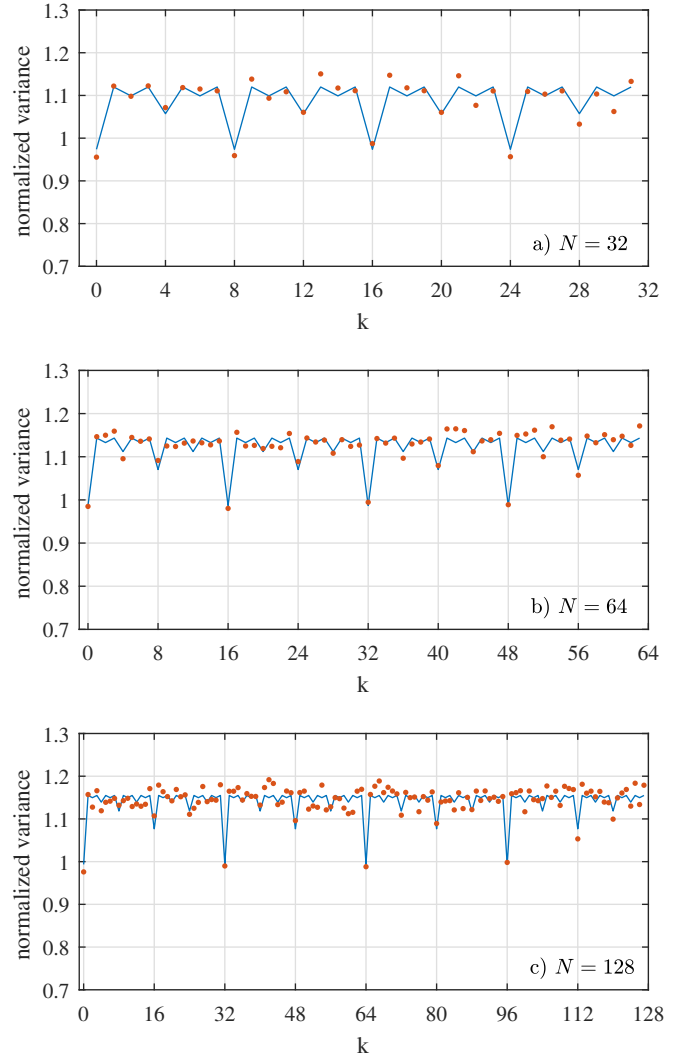 1.3
1.2
1.1
1
0.9
0.8
0.7
normalized variance
a) N = 32
0 4 8 12 16 20 24 28 32
k
1.3
1.2
1.1
1
0.9
0.8
0.7
normalized variance
b) N = 64
0 8 16 24 32 40 48 56 64
k
1.3
1.2
1.1
1
0.9
0.8
0.7
normalized variance
c) N = 128
0 16 32 48 64 80 96 112 128
k